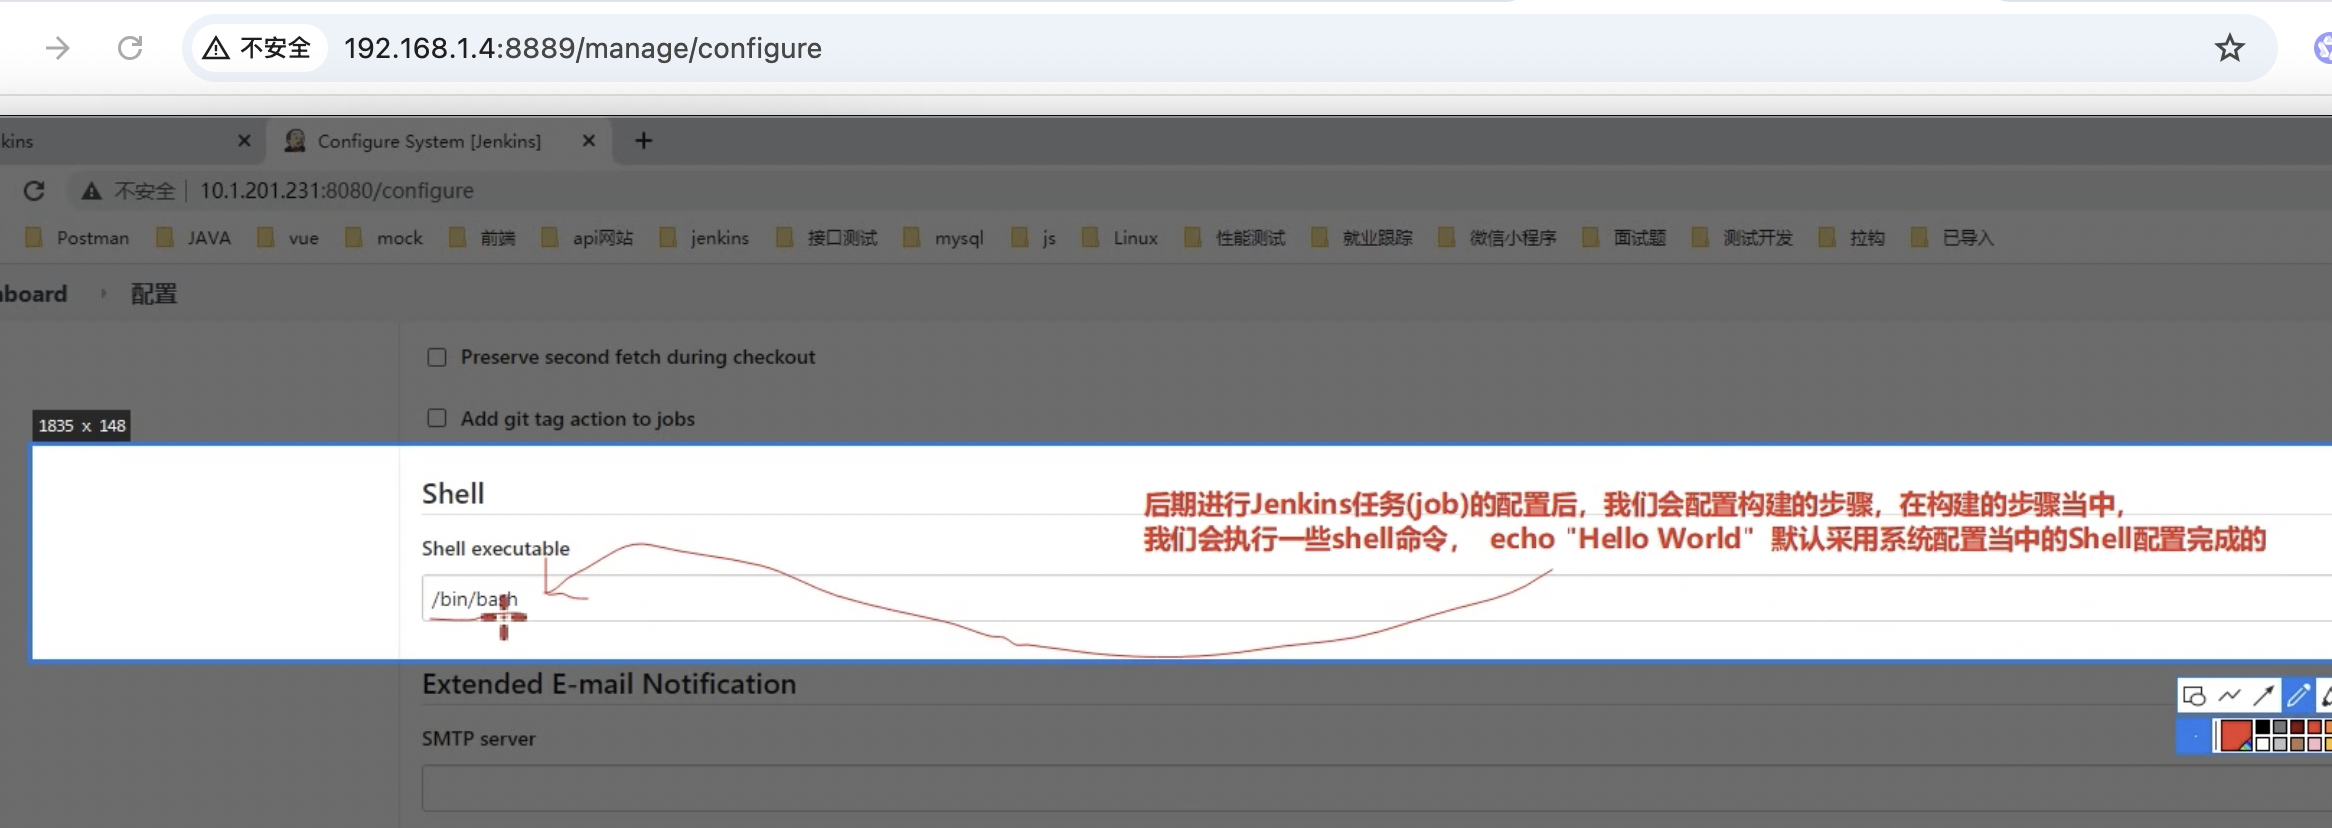 不安全 192.168.1.4:8889/manage/configure
kins Configure System [Jenkins]
不安全 10.1.201.231:8080/configure
Postman JAVA vue mock 前端 api网站 jenkins 接口测试 mysql js Linux 性能测试 就业跟踪 微信小程序 面试题 测试开发 拉钩 已导入
board 配置
Preserve second fetch during checkout
1835 x 148
Add git tag action to jobs
Shell
后期进行Jenkins任务(job)的配置后，我们会配置构建的步骤，在构建的步骤当中，
我们会执行一些shell命令， echo "Hello World" 默认采用系统配置当中的Shell配置完成的
Shell executable
/bin/bash
Extended E-mail Notification
SMTP server